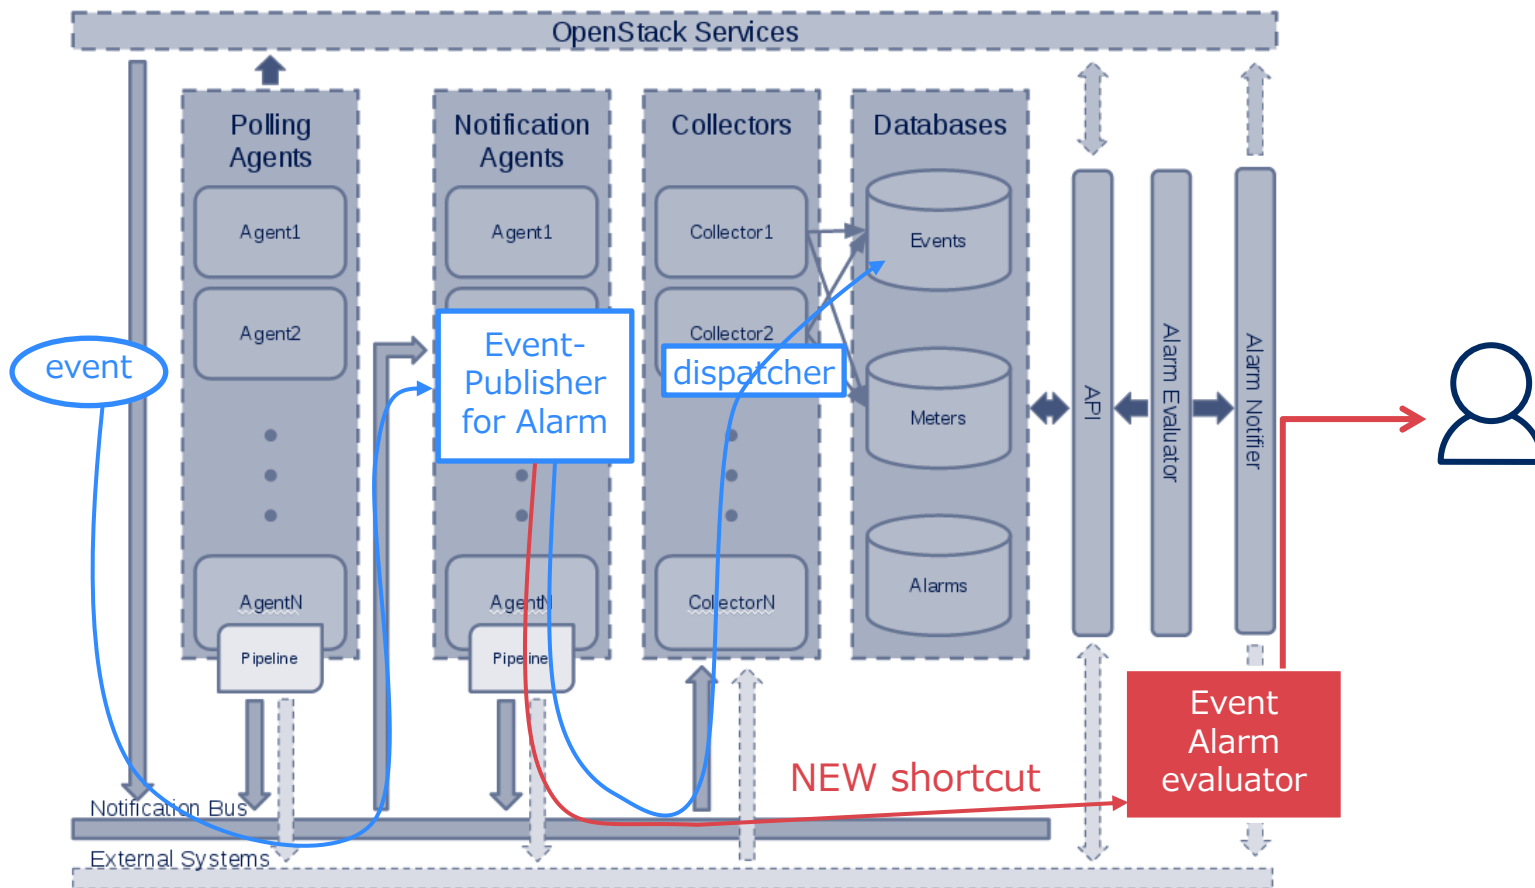 OpenStack Services
Polling
Agents
Agent1
Agent2
AgentN
Pipeline
Notification
Agents
Agent1
AgentN
Pipeline
Collectors
Collector1
Collector2
CollectorN
Databases
Events
Meters
Alarms
API
Alarm Evaluator
Alarm Notifier
event
Event-
Publisher
for Alarm
dispatcher
NEW shortcut
Event
Alarm
evaluator
Notification Bus
External Systems